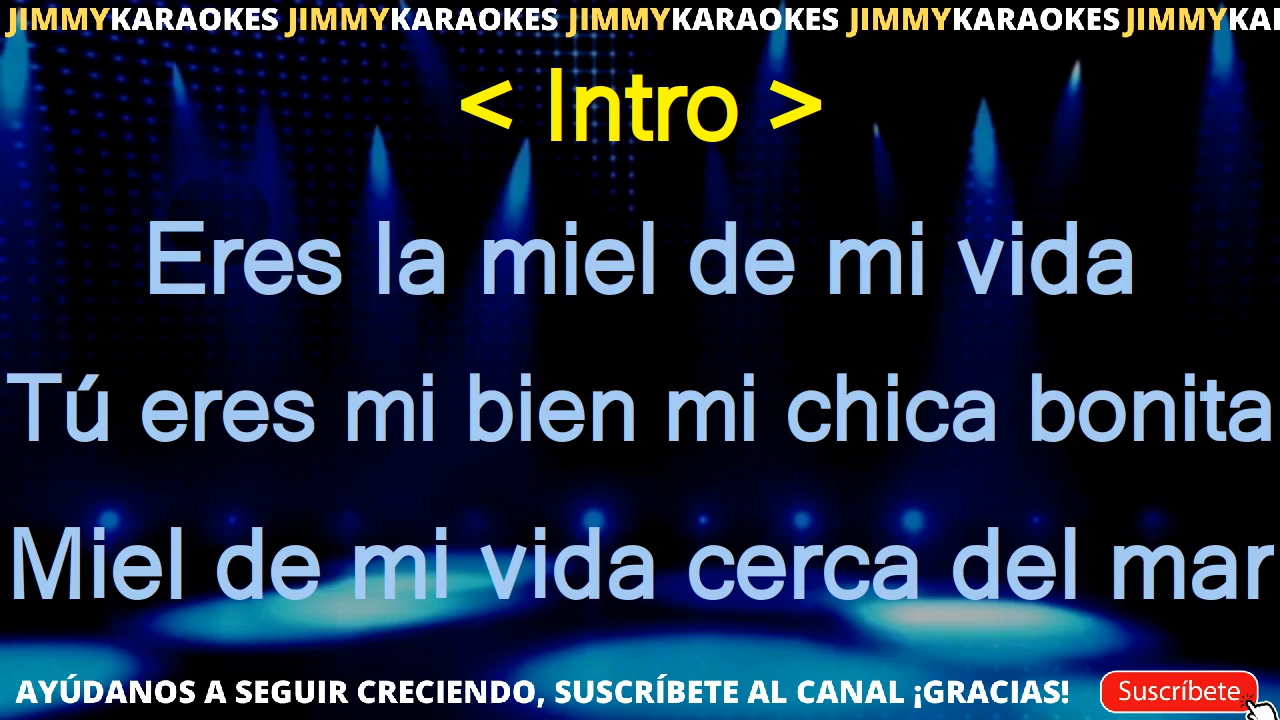 JIMMYKARAOKES JIMMYKARAOKES JIMMYKARAOKES JIMMYKARAOKES JIMMYKA
< Intro >
Eres la miel de mi vida
Tú eres mi bien mi chica bonita
Miel de mi vida cerca del mar
AYÚDANOS A SEGUIR CRECIENDO, SUSCRÍBETE AL CANAL ¡GRACIAS! Suscríbete